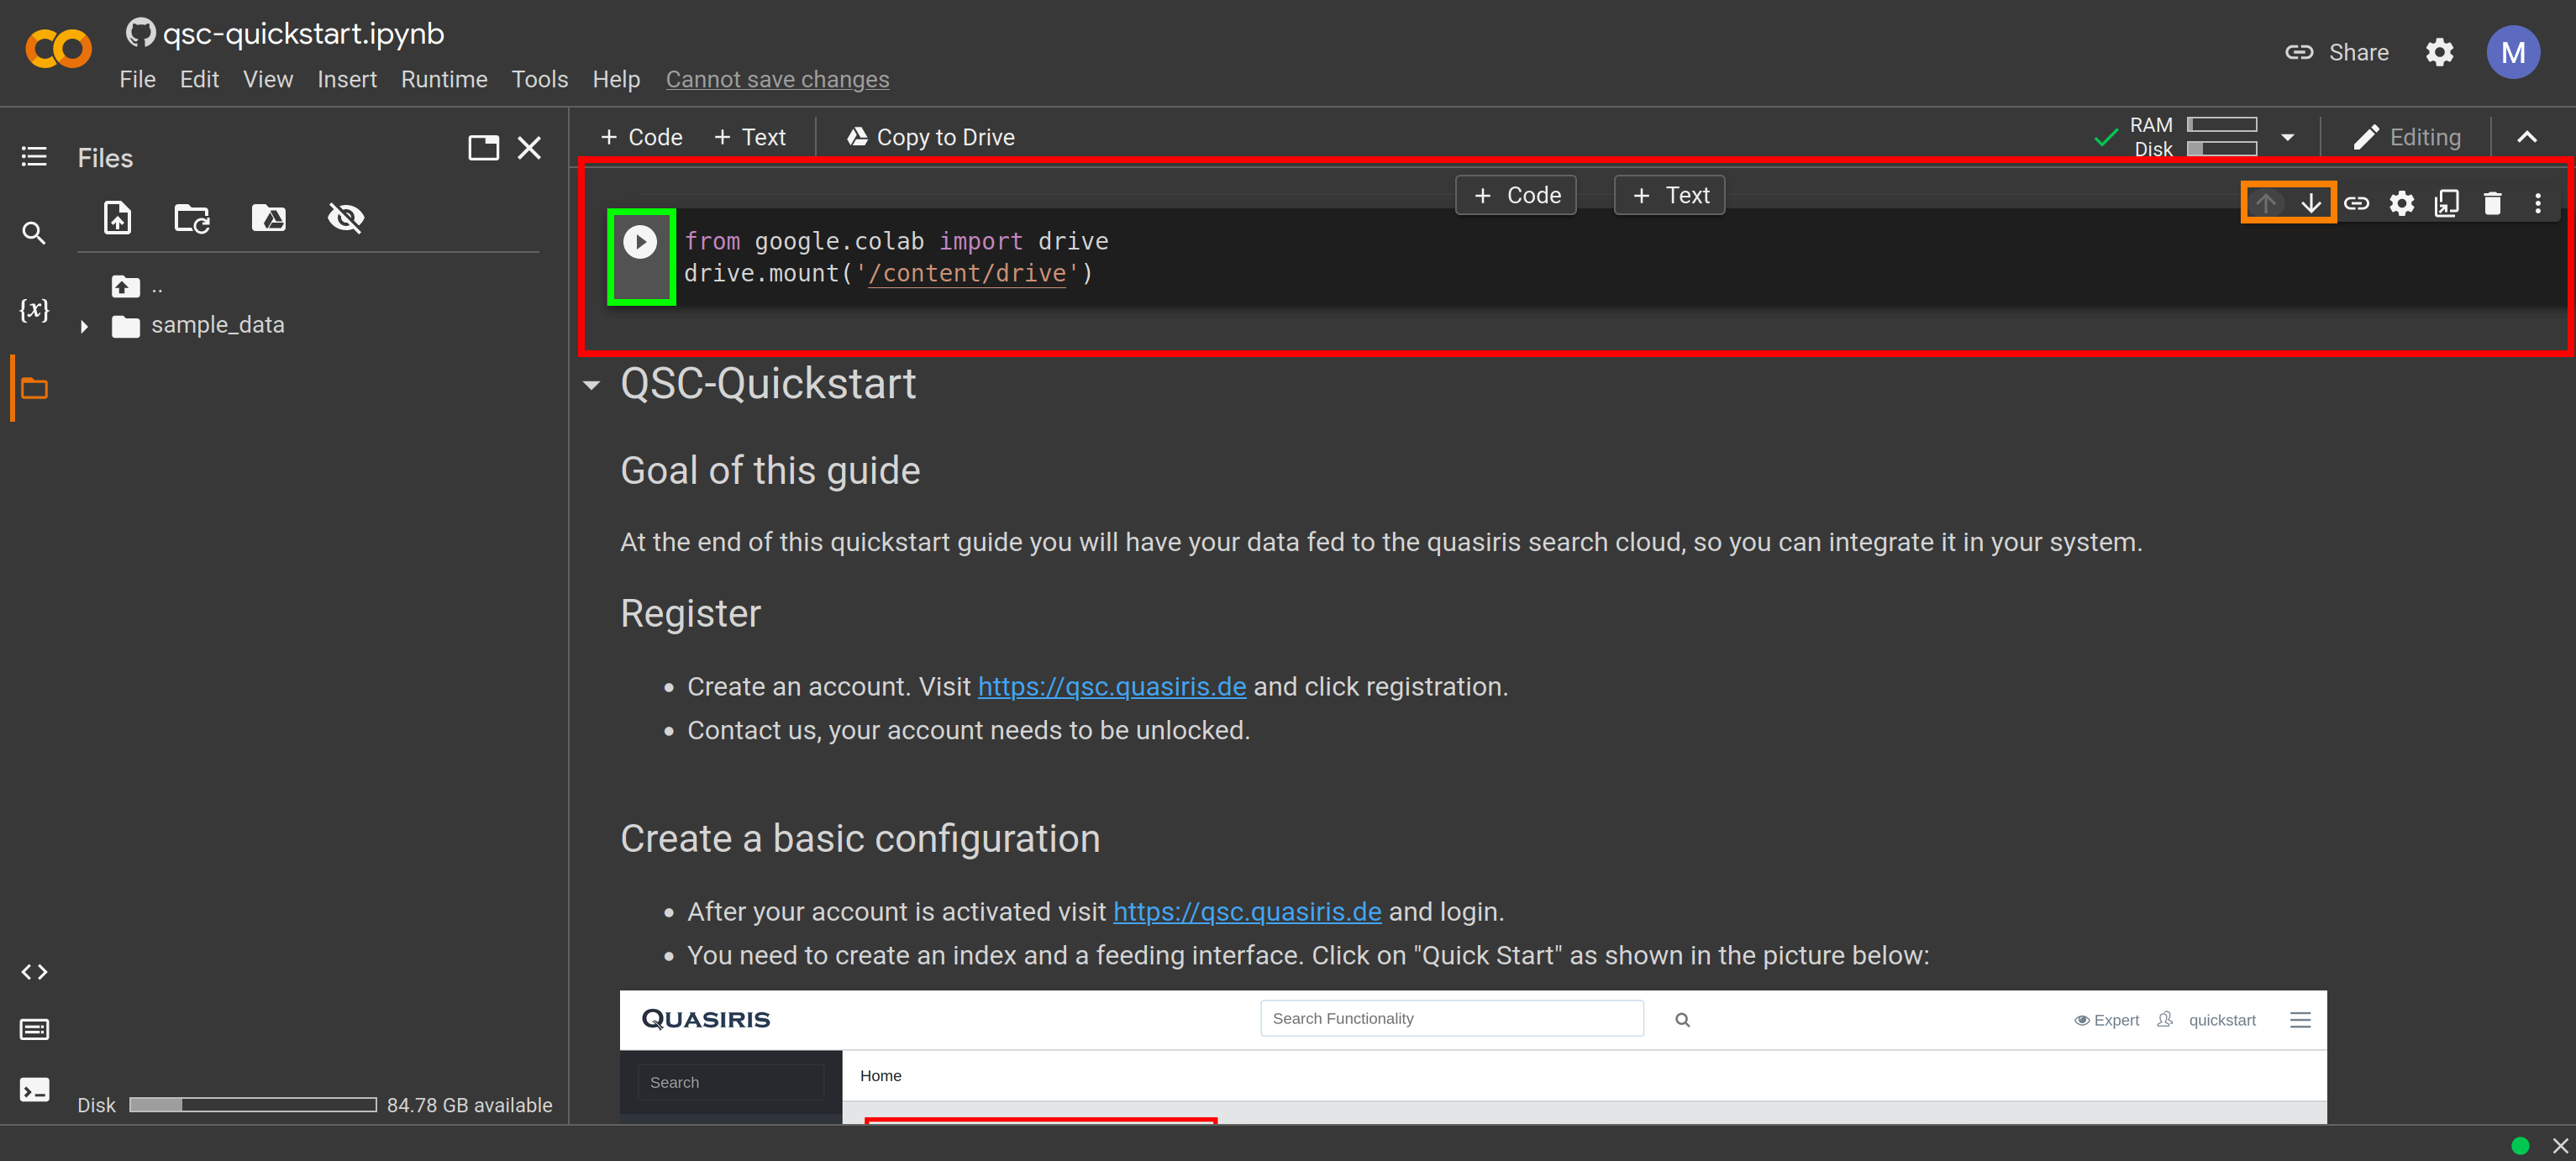 qsc-quickstart.ipynb
File Edit View Insert Runtime Tools Help Cannot save changes
Share
M
Files
+ Code + Text Copy to Drive
RAM
Disk
Editing
+ Code + Text
from google.colab import drive
drive.mount('/content/drive')
{x}
..
sample_data
QSC-Quickstart
Goal of this guide
At the end of this quickstart guide you will have your data fed to the quasiris search cloud, so you can integrate it in your system.
Register
• Create an account. Visit https://qsc.quasiris.de and click registration.
• Contact us, your account needs to be unlocked.
Create a basic configuration
• After your account is activated visit https://qsc.quasiris.de and login.
• You need to create an index and a feeding interface. Click on "Quick Start" as shown in the picture below:
QUASIRIS
Search Functionality
Expert
quickstart
Search
Home
Disk 84.78 GB available